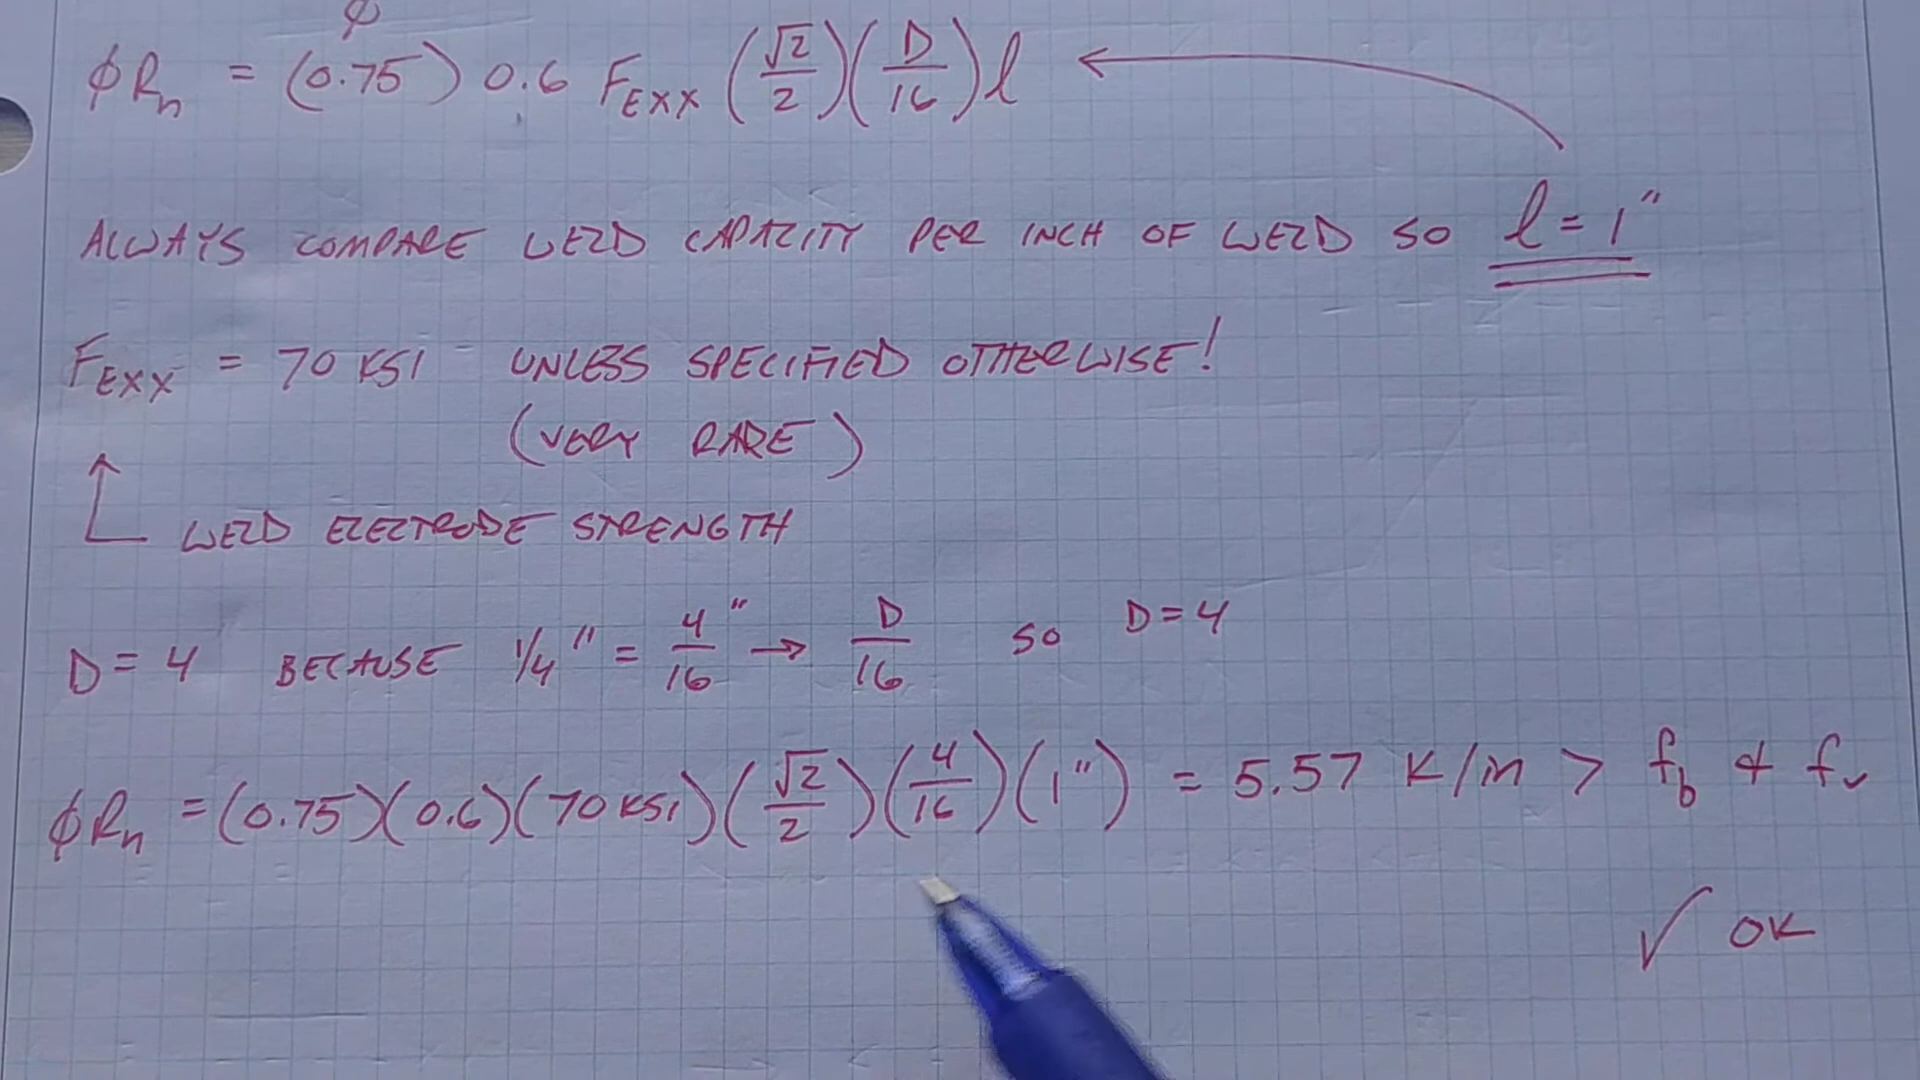 φ
φRn = (0.75) 0.6 FEXX (√2/2)(D/16)l
ALWAYS COMPARE WELD CAPACITY PER INCH OF WELD SO l = 1"
FEXX = 70 KSI UNLESS SPECIFIED OTHERWISE!
(VERY RARE)
WELD ELECTRODE STRENGTH
D = 4 BECAUSE 1/4" = 4/16" → D/16 SO D = 4
φRn = (0.75)(0.6)(70 KSI)(√2/2)(4/16)(1") = 5.57 K/in > fb & fv
✓ OK